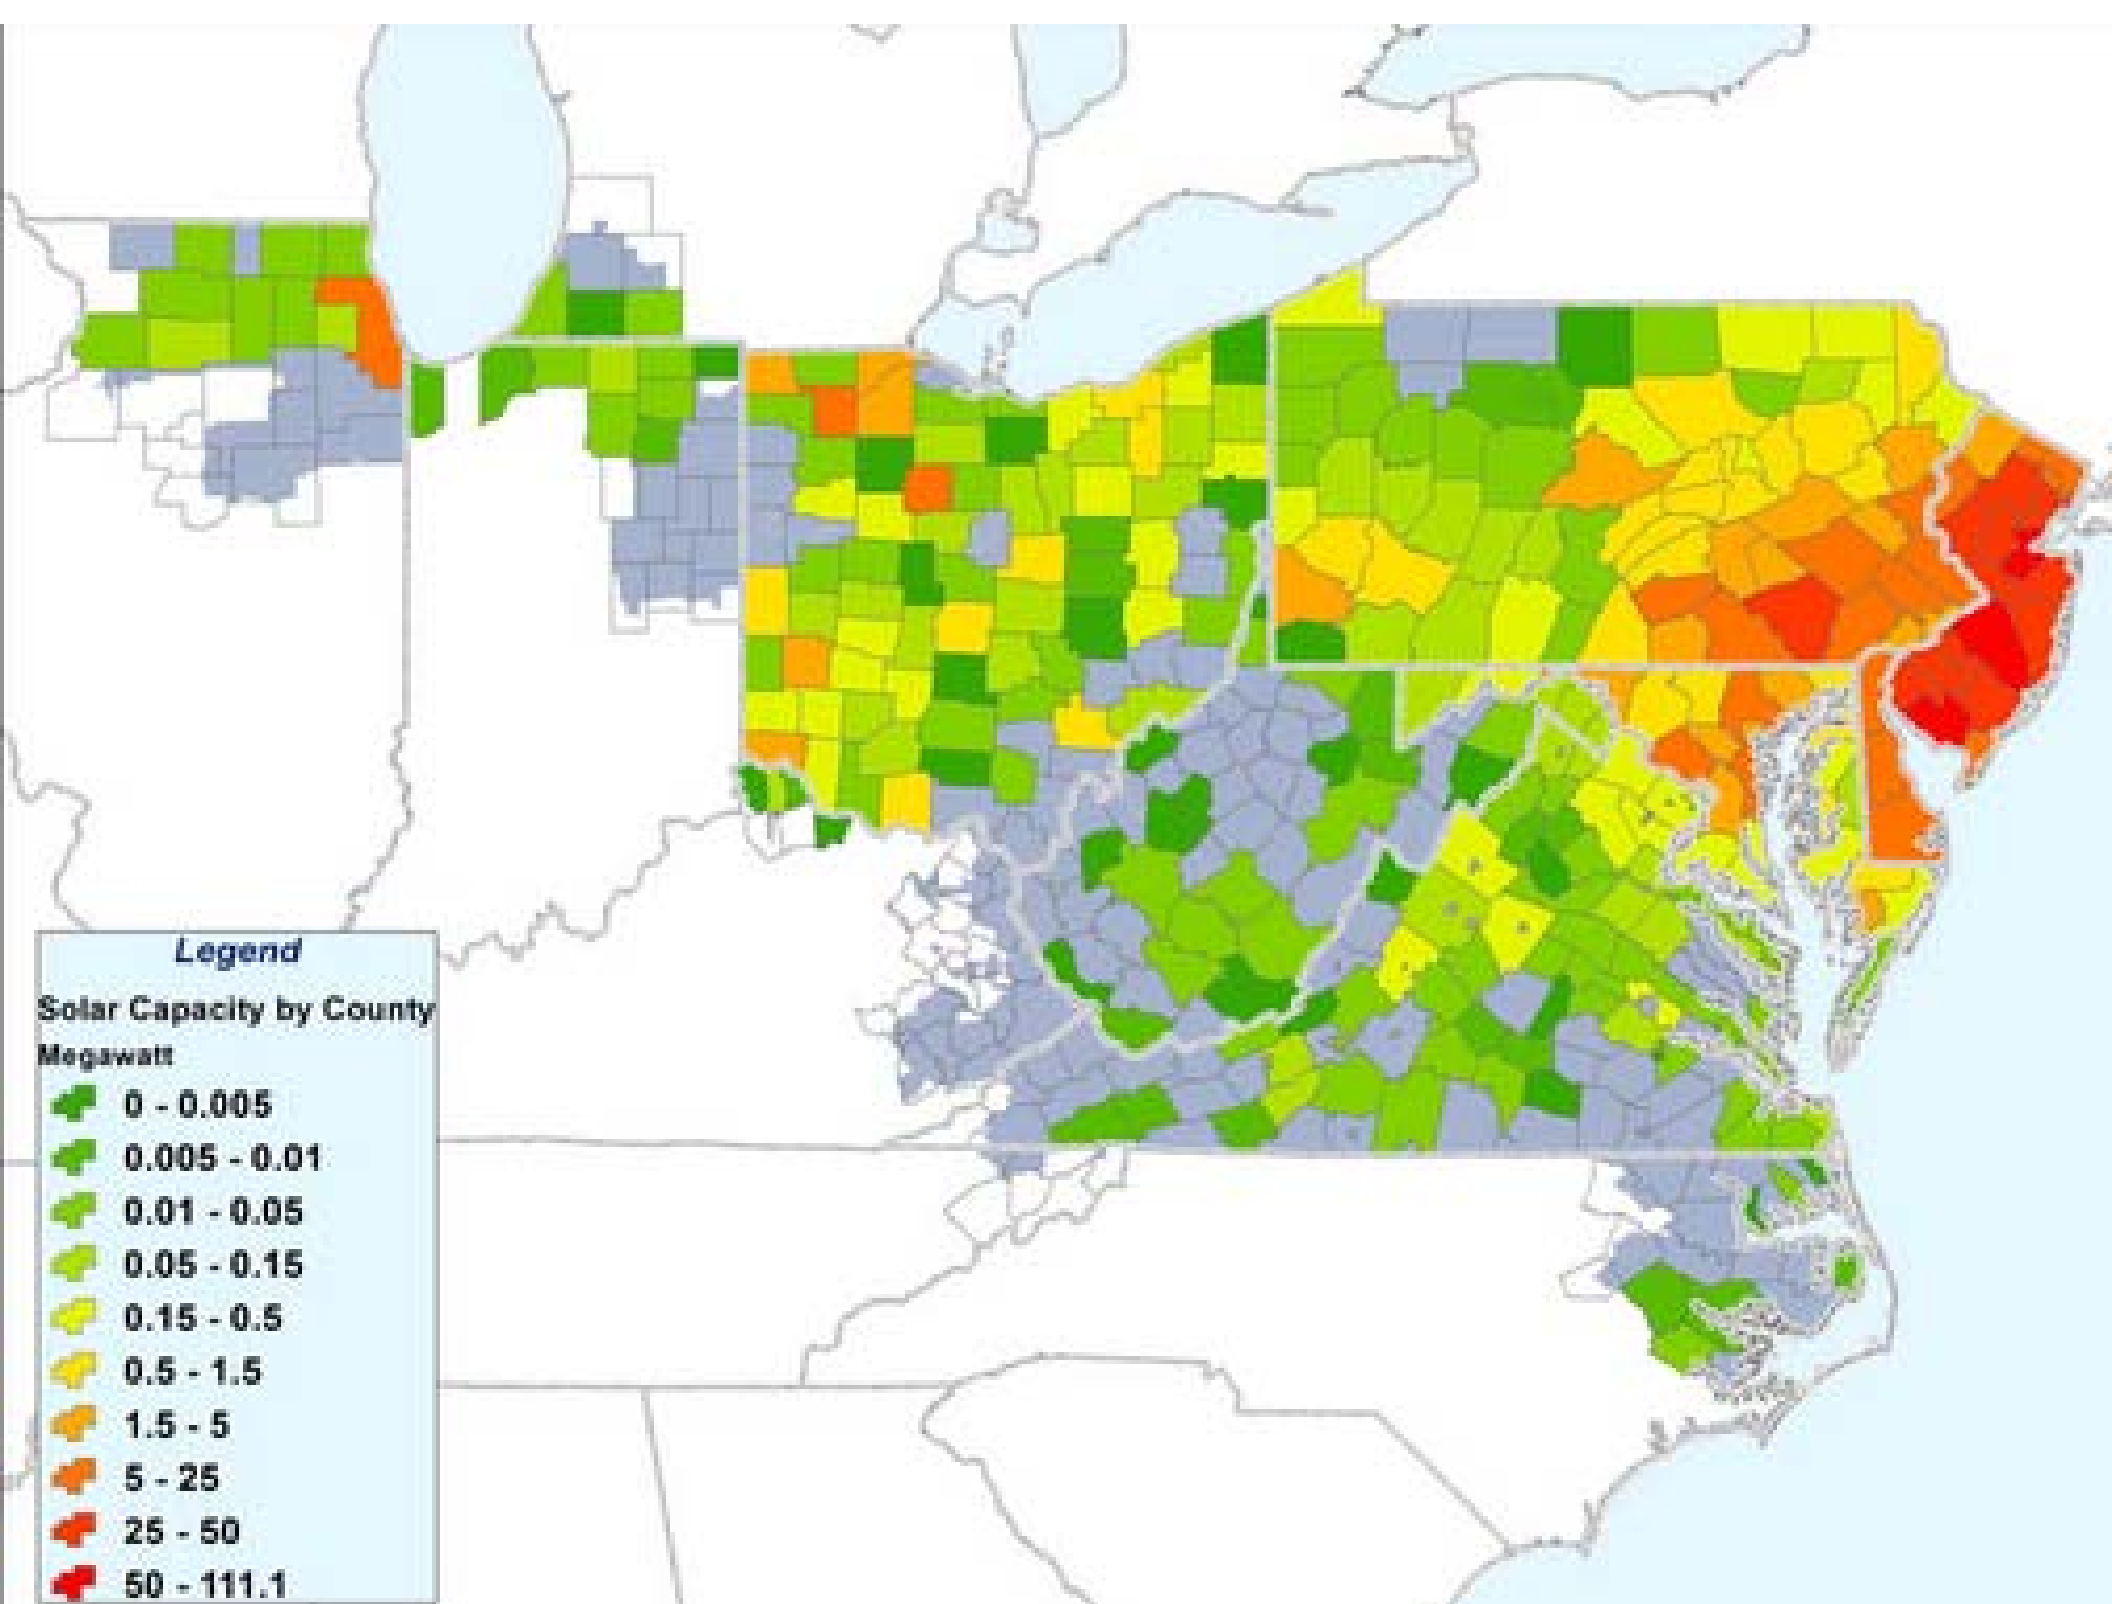 Legend
Solar Capacity by County
Megawatt
0 - 0.005
0.005 - 0.01
0.01 - 0.05
0.05 - 0.15
0.15 - 0.5
0.5 - 1.5
1.5 - 5
5 - 25
25 - 50
50 - 111.1